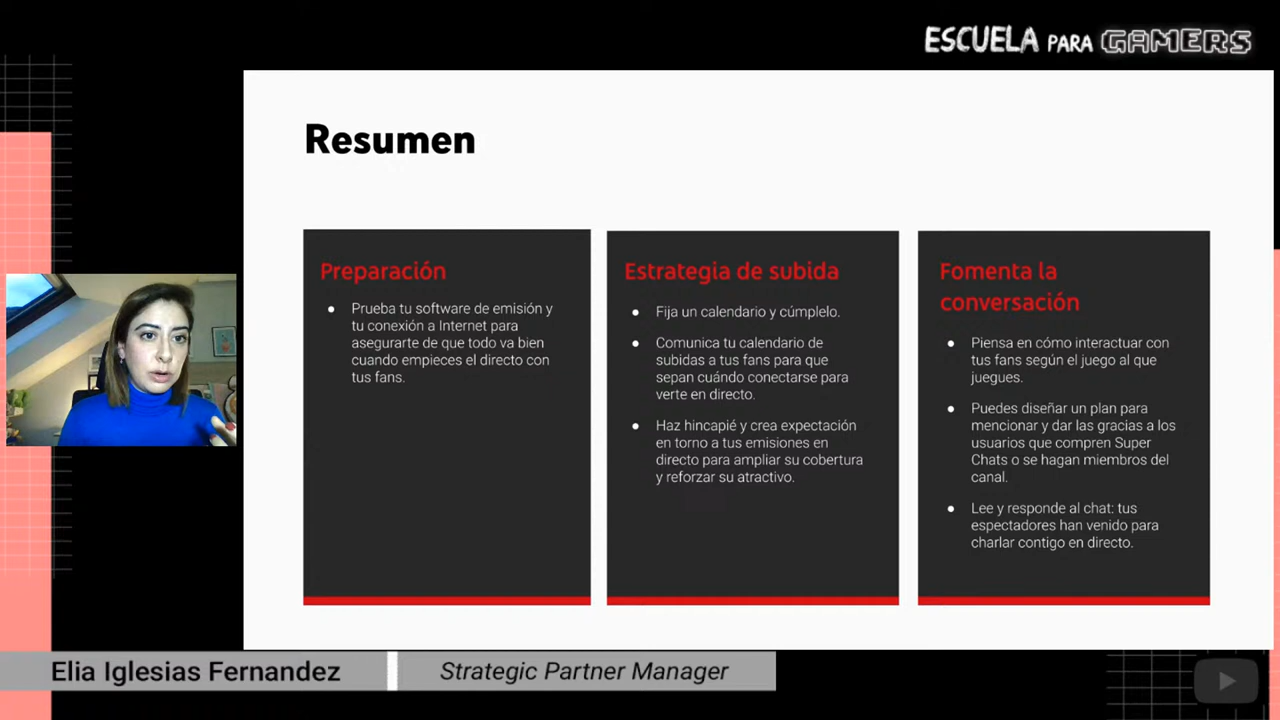 ESCUELA PARA GAMERS
Resumen
Preparación
● Prueba tu software de emisión y
tu conexión a Internet para
asegurarte de que todo va bien
cuando empieces el directo con
tus fans.
Estrategia de subida
● Fija un calendario y cúmplelo.
● Comunica tu calendario de
subidas a tus fans para que
sepan cuándo conectarse para
verte en directo.
● Haz hincapié y crea expectación
en torno a tus emisiones en
directo para ampliar su cobertura
y reforzar su atractivo.
Fomenta la
conversación
● Piensa en cómo interactuar con
tus fans según el juego al que
juegues.
● Puedes diseñar un plan para
mencionar y dar las gracias a los
usuarios que compren Super
Chats o se hagan miembros del
canal.
● Lee y responde al chat: tus
espectadores han venido para
charlar contigo en directo.
Elia Iglesias Fernandez
Strategic Partner Manager